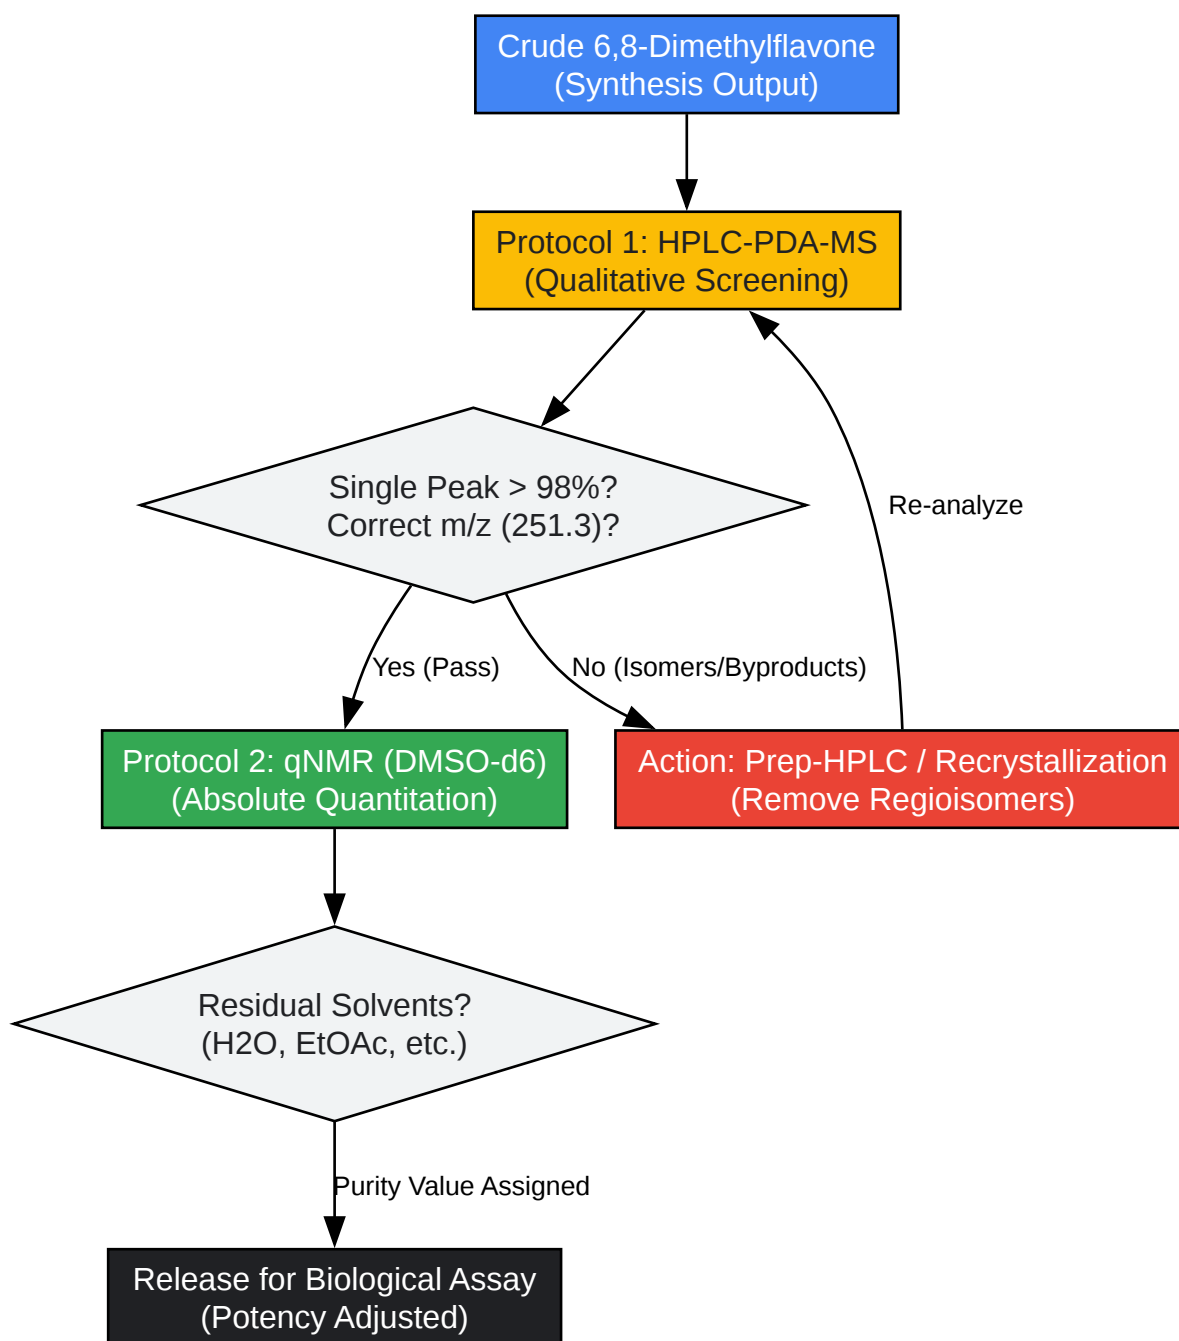 Crude 6,8-Dimethylflavone
(Synthesis Output)
Protocol 1: HPLC-PDA-MS
(Qualitative Screening)
Single Peak > 98%?
Correct m/z (251.3)?
Re-analyze
Yes (Pass)
No (Isomers/Byproducts)
Protocol 2: qNMR (DMSO-d6)
(Absolute Quantitation)
Action: Prep-HPLC / Recrystallization
(Remove Regioisomers)
Residual Solvents?
(H2O, EtOAc, etc.)
Purity Value Assigned
Release for Biological Assay
(Potency Adjusted)